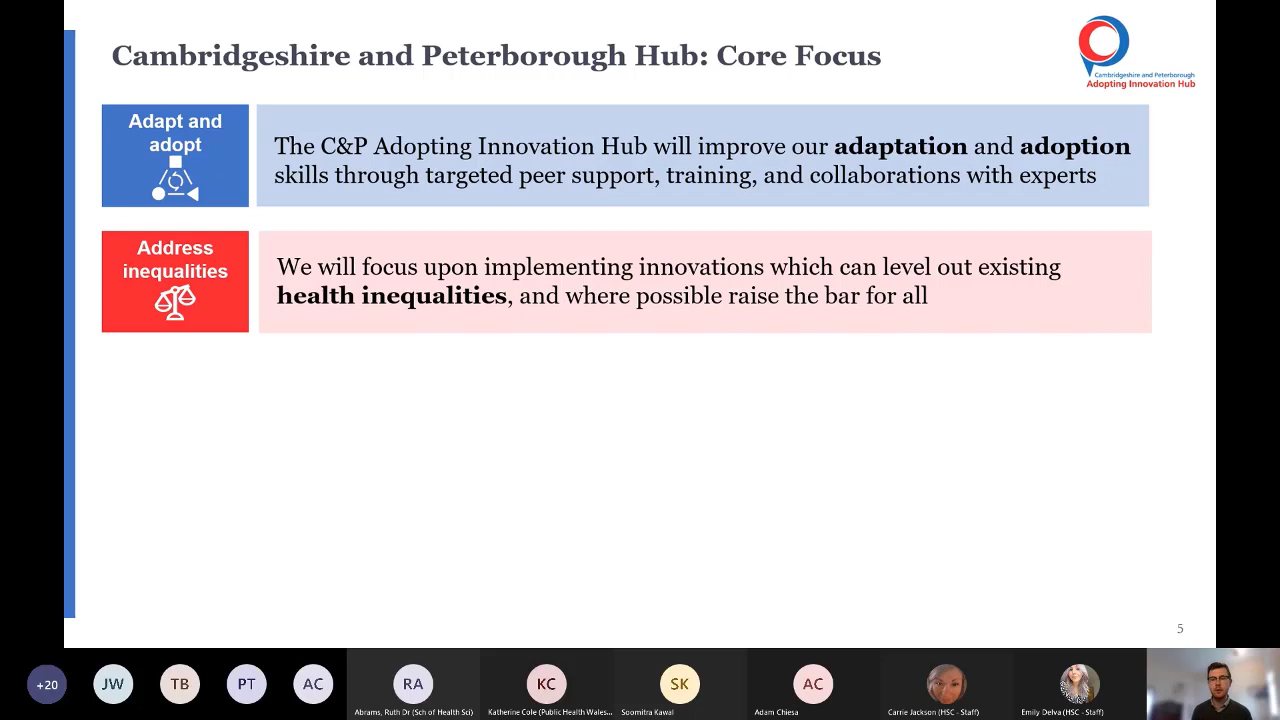 Cambridgeshire and Peterborough Hub: Core Focus
Cambridgeshire and Peterborough
Adopting Innovation Hub
Adapt and
adopt
The C&P Adopting Innovation Hub will improve our adaptation and adoption
skills through targeted peer support, training, and collaborations with experts
Address
inequalities
We will focus upon implementing innovations which can level out existing
health inequalities, and where possible raise the bar for all
5
+20
JW
TB
PT
AC
RA
Abrams, Ruth Dr (Sch of Health Sci)
KC
Katherine Cole (Public Health Wales...
SK
Soomitra Kawal
AC
Adam Chiesa
Carrie Jackson (HSC - Staff)
Emily Delva (HSC - Staff)